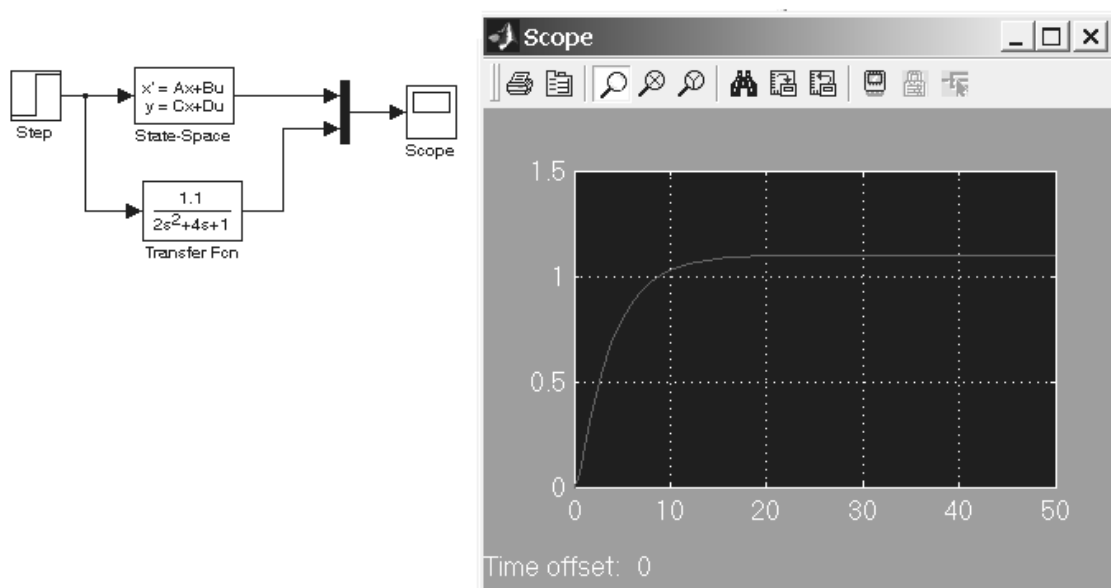 Step
x' = Ax+Bu
y = Cx+Du
State-Space
1.1
2s²+4s+1
Transfer Fcn
Scope
Scope
1.5
1
0.5
0
0 10 20 30 40 50
Time offset: 0